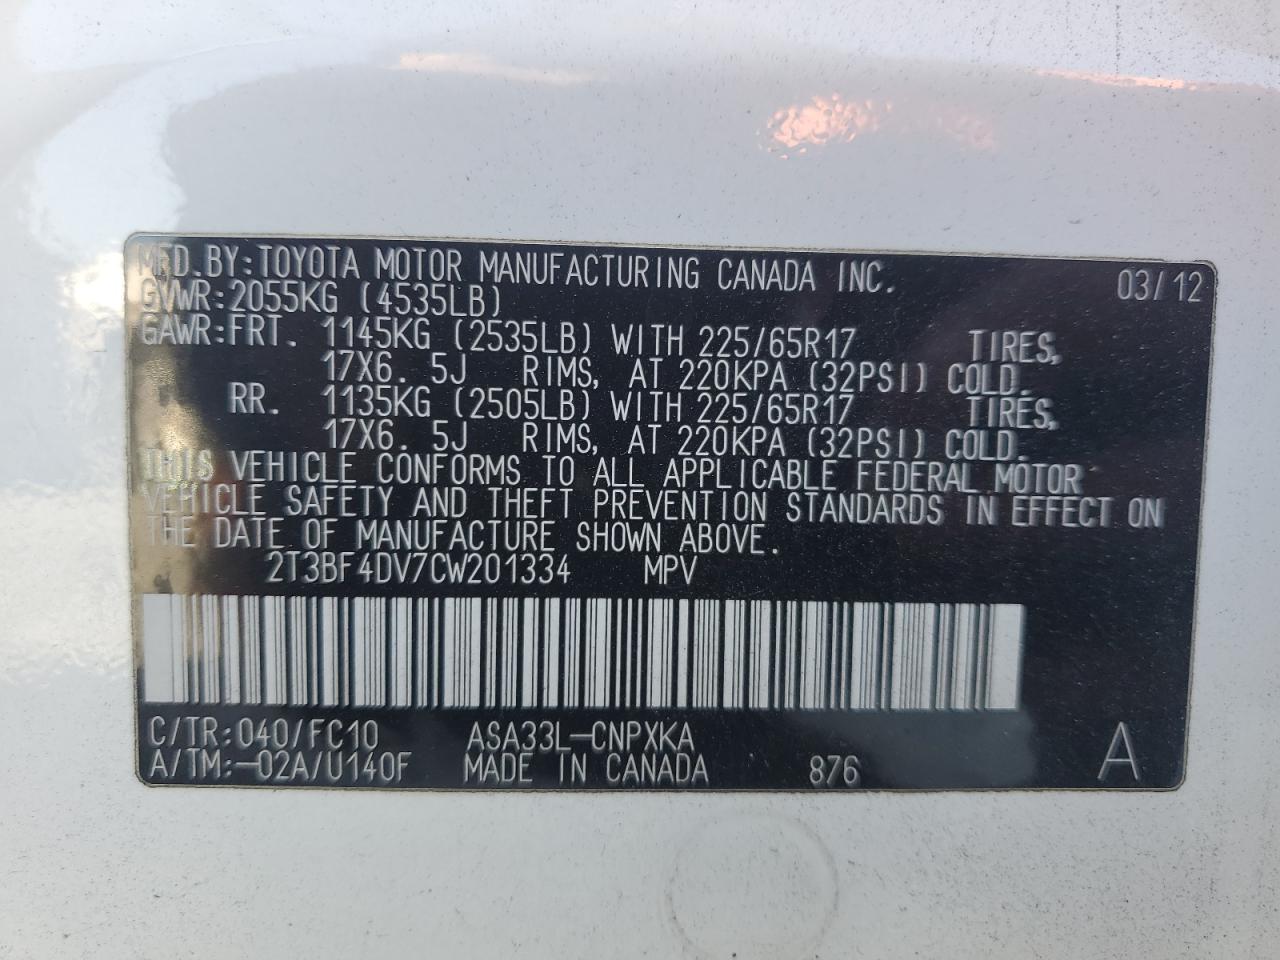 MFD.BY:TOYOTA MOTOR MANUFACTURING CANADA INC. 03/12
GVWR:2055KG (4535LB)
GAWR:FRT. 1145KG (2535LB) WITH 225/65R17 TIRES,
17X6.5J RIMS, AT 220KPA (32PSI) COLD.
RR. 1135KG (2505LB) WITH 225/65R17 TIRES,
17X6.5J RIMS, AT 220KPA (32PSI) COLD.
THIS VEHICLE CONFORMS TO ALL APPLICABLE FEDERAL MOTOR
VEHICLE SAFETY AND THEFT PREVENTION STANDARDS IN EFFECT ON
THE DATE OF MANUFACTURE SHOWN ABOVE.
2T3BF4DV7CW201334 MPV
C/TR:040/FC10 ASA33L-CNPXKA
A/TM:-02A/U140F MADE IN CANADA 876 A